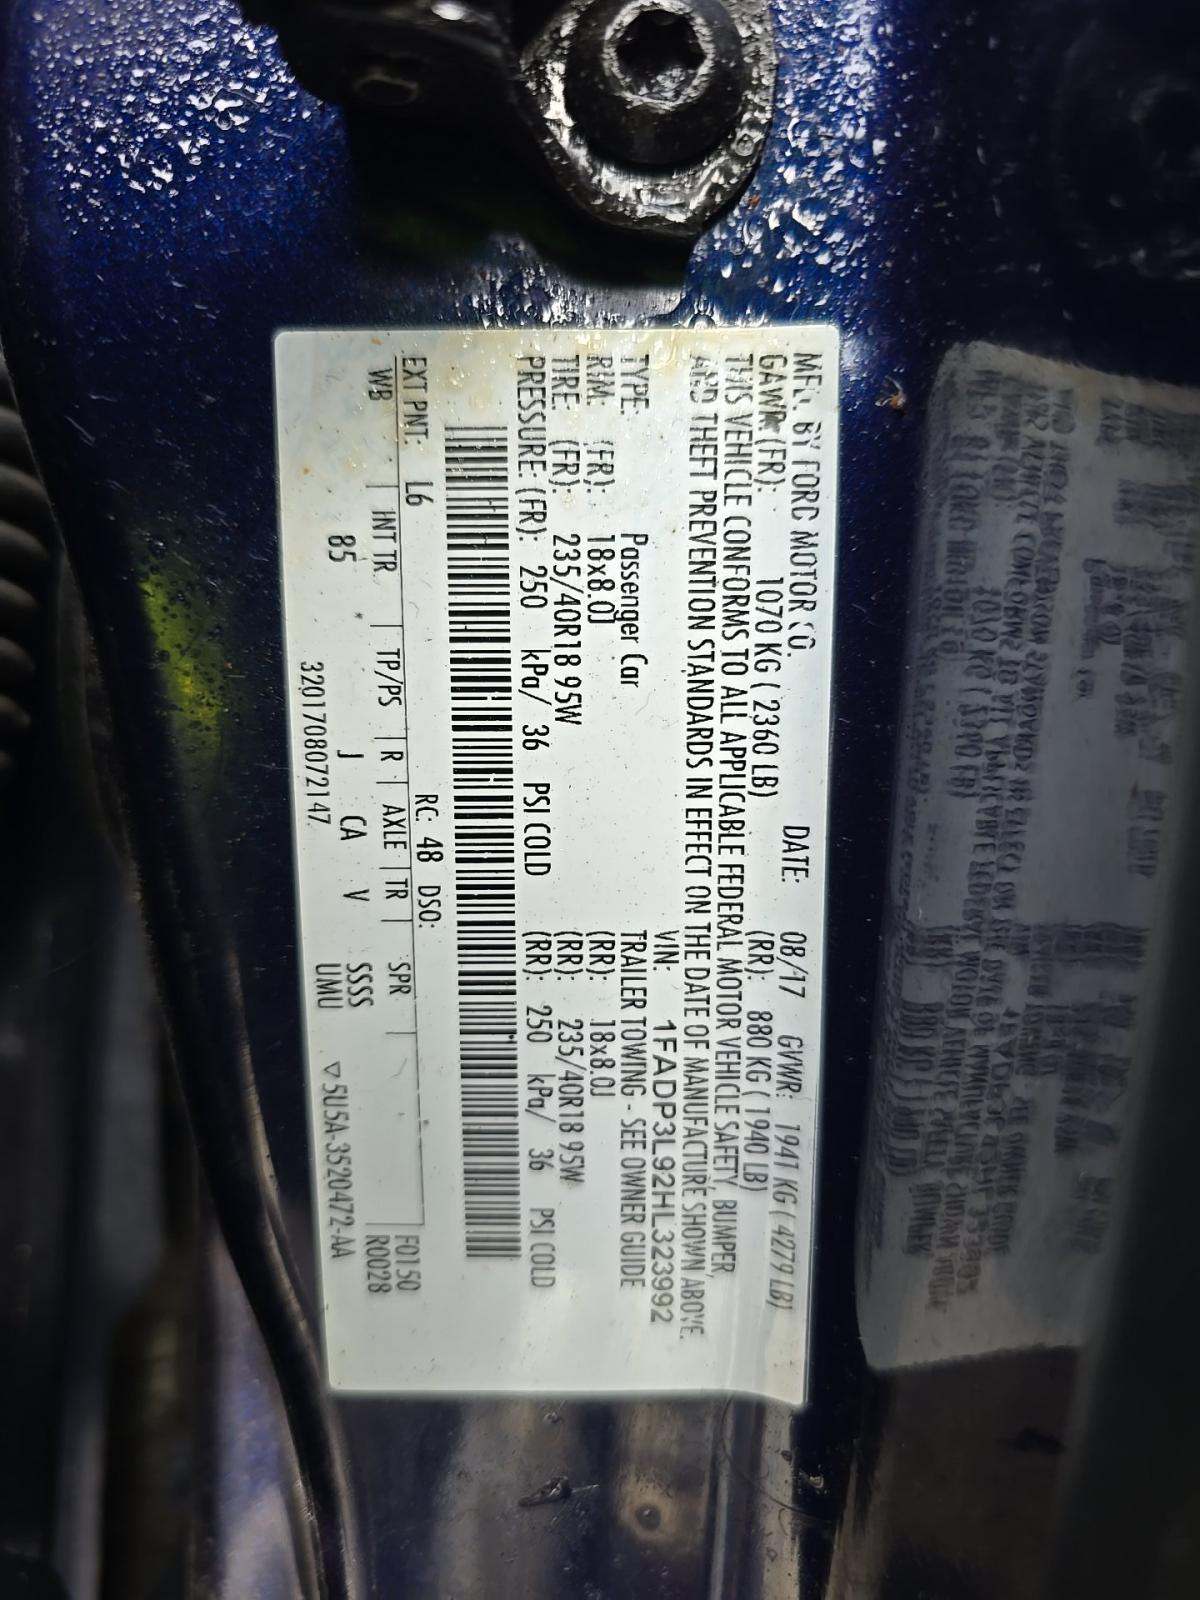 MFD. BY FORD MOTOR CO. DATE: 08/17 GVWR: 1941 KG ( 4279 LB)
GAWR: (FR): 1070 KG ( 2360 LB) (RR): 880 KG ( 1940 LB)
THIS VEHICLE CONFORMS TO ALL APPLICABLE FEDERAL MOTOR VEHICLE SAFETY, BUMPER,
AND THEFT PREVENTION STANDARDS IN EFFECT ON THE DATE OF MANUFACTURE SHOWN ABOVE.
VIN: 1FADP3L92HL323992
TYPE: Passenger Car TRAILER TOWING - SEE OWNER GUIDE
RIM: (FR): 18x8.0J (RR): 18x8.0J
TIRE: (FR): 235/40R18 95W (RR): 235/40R18 95W
PRESSURE: (FR): 250 kPa/ 36 PSI COLD (RR): 250 kPa/ 36 PSI COLD
EXT PNT: L6 RC: 48 DSO: F0150
WB INT TR TP/PS R AXLE TR SPR R0028
85 J CA V SSSS
UMU
3201708072147 ▽5U5A-3520472-AA